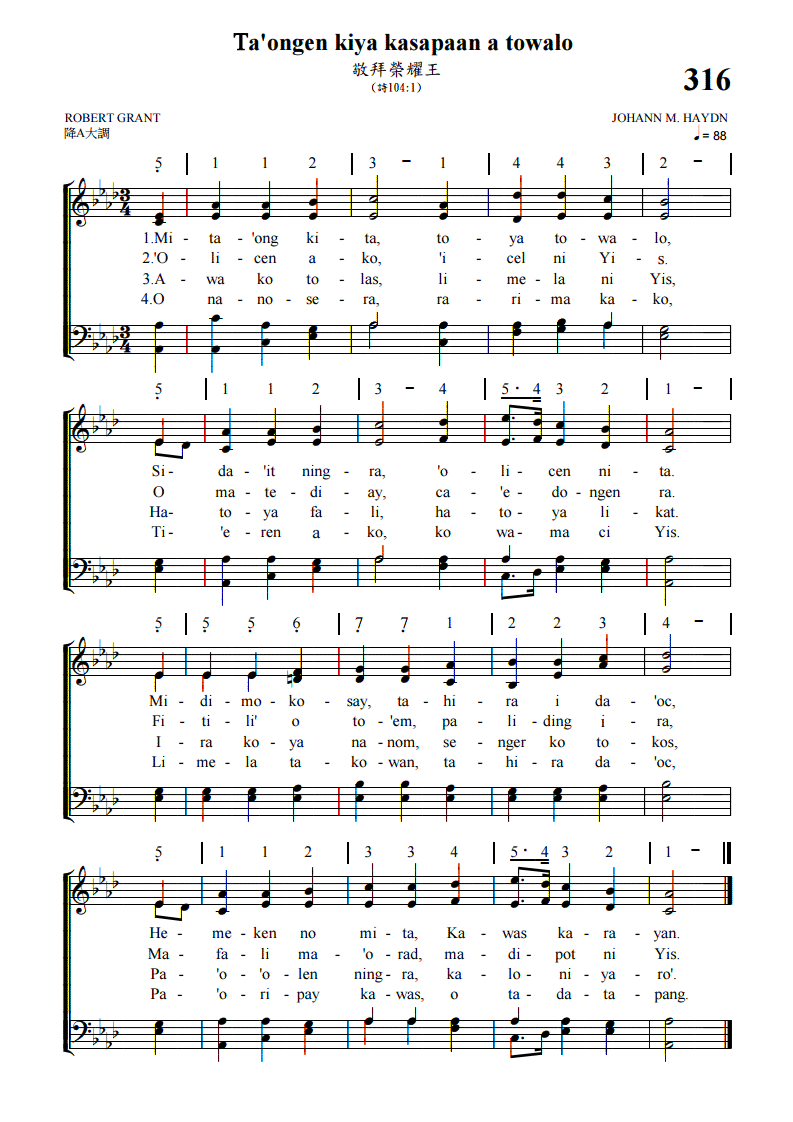 Ta'ongen kiya kasapaan a towalo
敬拜榮耀王
(詩104:1)
316
ROBERT GRANT
JOHANN M. HAYDN
降A大調
♩ = 88
5 | 1 1 2 | 3 – 1 | 4 4 3 | 2 – |
1.Mi - ta - 'ong ki - ta, to - ya to - wa - lo,
2.'O - li - cen a - ko, 'i - cel ni Yi - s.
3.A - wa ko to - las, li - me - la ni Yis,
4.O na - no - se - ra, ra - ri - ma ka - ko,
5 | 1 1 2 | 3 – 4 | 5· 4 3 2 | 1 – |
Si - da - 'it ning - ra, 'o - li - cen ni - ta.
O ma - te - di - ay, ca - 'e - do - ngen ra.
Ha- to - ya fa - li, ha - to - ya li - kat.
Ti - 'e - ren a - ko, ko wa - ma ci Yis.
5 | 5 5 6 | 7 7 1 | 2 2 3 | 4 – |
Mi - di - mo - ko - say, ta - hi - ra i da - 'oc,
Fi - ti - li' o to - 'em, pa - li - ding i - ra,
I - ra ko - ya na - nom, se - nger ko to - kos,
Li - me - la ta - ko - wan, ta - hi - ra da - 'oc,
5 | 1 1 2 | 3 3 4 | 5· 4 3 2 | 1 – ||
He - me - ken no mi - ta, Ka - was ka - ra - yan.
Ma - fa - li ma - 'o - rad, ma - di - pot ni Yis.
Pa - 'o - 'o - len ning - ra, ka - lo - ni - ya - ro'.
Pa - 'o - ri - pay ka - was, o ta - da - ta - pang.